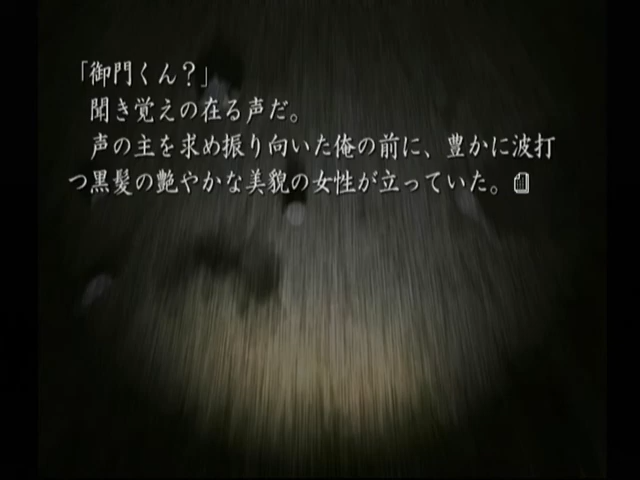 「御門くん？」
　聞き覚えの在る声だ。
　声の主を求め振り向いた俺の前に、豊かに波打
つ黒髪の艶やかな美貌の女性が立っていた。